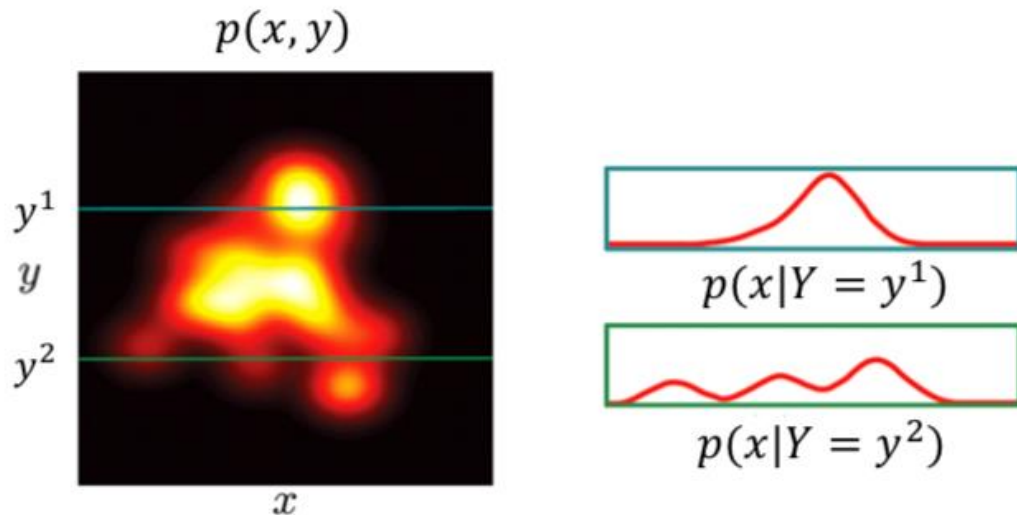 p(x, y)
y¹
y
y²
x
p(x|Y = y¹)
p(x|Y = y²)